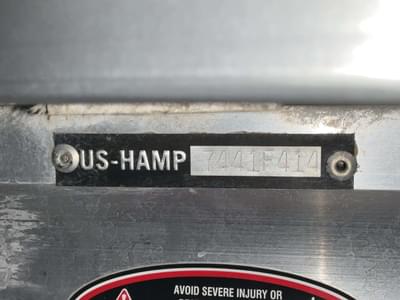 US-HAMP 7441F414
AVOID SEVERE INJURY OR